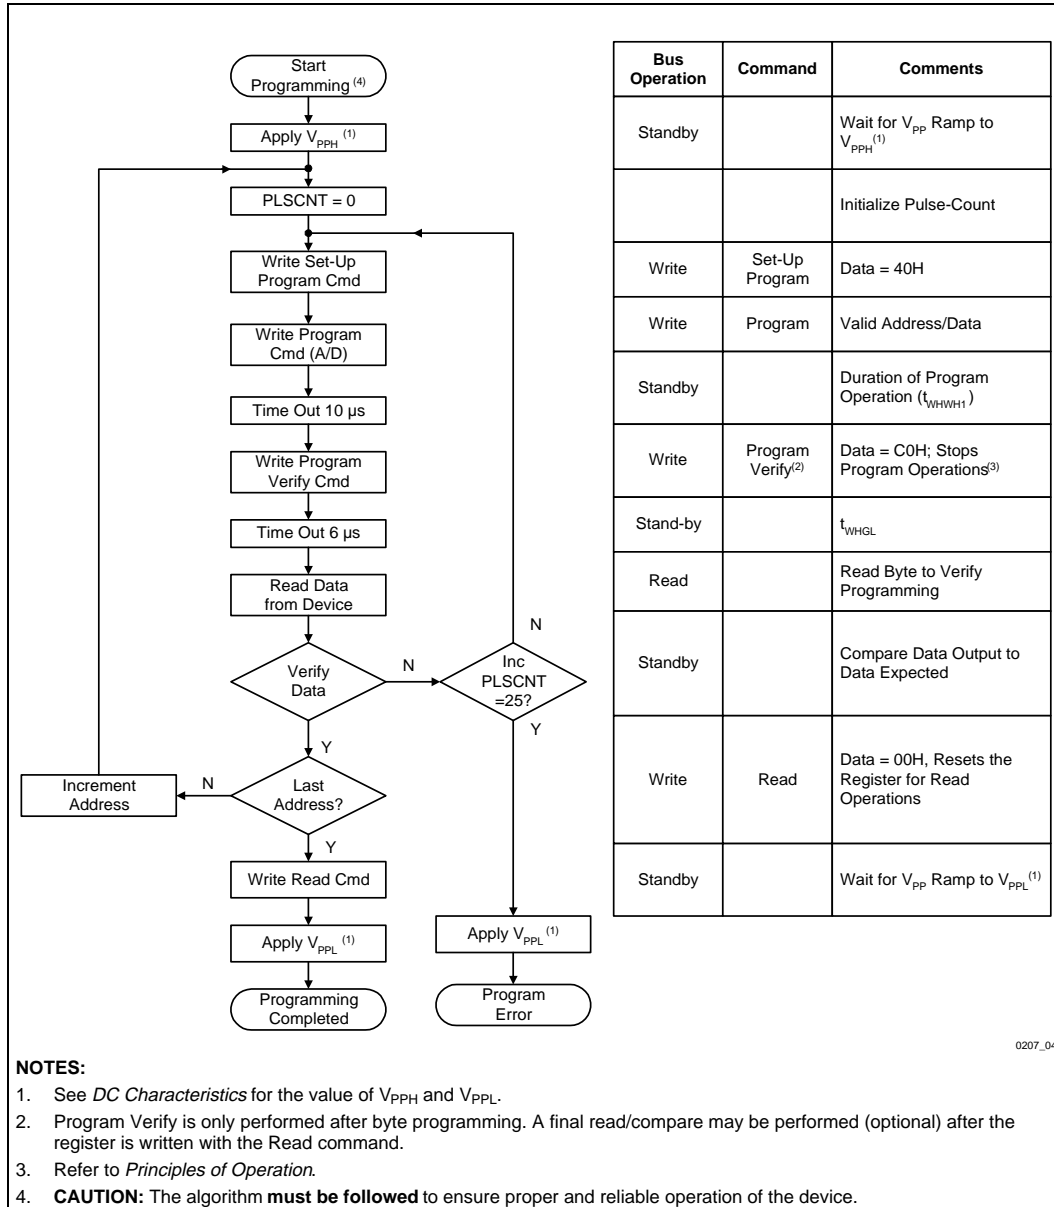 Start
Programming (4)
Apply VPPH (1)
PLSCNT = 0
Write Set-Up
Program Cmd
Write Program
Cmd (A/D)
Time Out 10 µs
Write Program
Verify Cmd
Time Out 6 µs
Read Data
from Device
Verify
Data
N
Inc
PLSCNT
=25?
N
Y
Y
Last
Address?
N
Increment
Address
Y
Write Read Cmd
Apply VPPL (1)
Programming
Completed
Apply VPPL (1)
Program
Error
Bus
Operation
Command
Comments
Standby
Wait for VPP Ramp to
VPPH(1)
Initialize Pulse-Count
Write
Set-Up
Program
Data = 40H
Write
Program
Valid Address/Data
Standby
Duration of Program
Operation (tWHWH1)
Write
Program
Verify(2)
Data = C0H; Stops
Program Operations(3)
Stand-by
tWHGL
Read
Read Byte to Verify
Programming
Standby
Compare Data Output to
Data Expected
Write
Read
Data = 00H, Resets the
Register for Read
Operations
Standby
Wait for VPP Ramp to VPPL(1)
0207_04
NOTES:
1. See DC Characteristics for the value of VPPH and VPPL.
2. Program Verify is only performed after byte programming. A final read/compare may be performed (optional) after the
register is written with the Read command.
3. Refer to Principles of Operation.
4. CAUTION: The algorithm must be followed to ensure proper and reliable operation of the device.